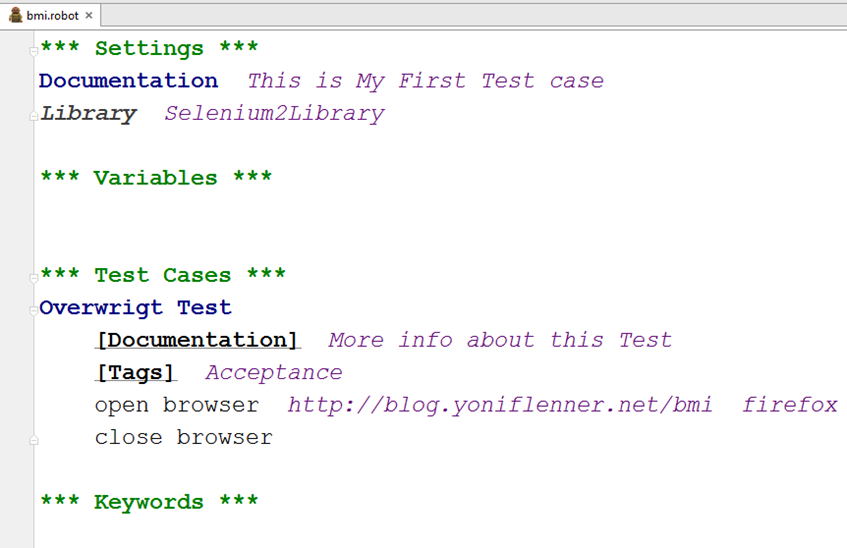 bmi.robot ×
*** Settings ***
Documentation  This is My First Test case
Library  Selenium2Library
*** Variables ***
*** Test Cases ***
Overwrigt Test
[Documentation]  More info about this Test
[Tags]  Acceptance
open browser  http://blog.yoniflenner.net/bmi  firefox
close browser
*** Keywords ***